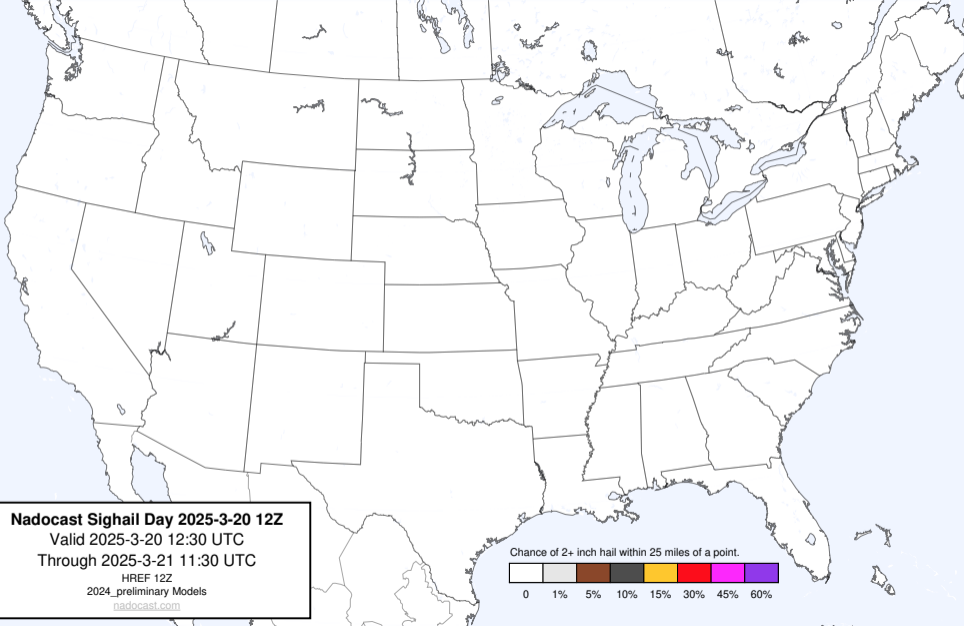 Nadocast Sighail Day 2025-3-20 12Z
Valid 2025-3-20 12:30 UTC
Through 2025-3-21 11:30 UTC
HREF 12Z
2024_preliminary Models
nadocast.com
Chance of 2+ inch hail within 25 miles of a point.
0 1% 5% 10% 15% 30% 45% 60%